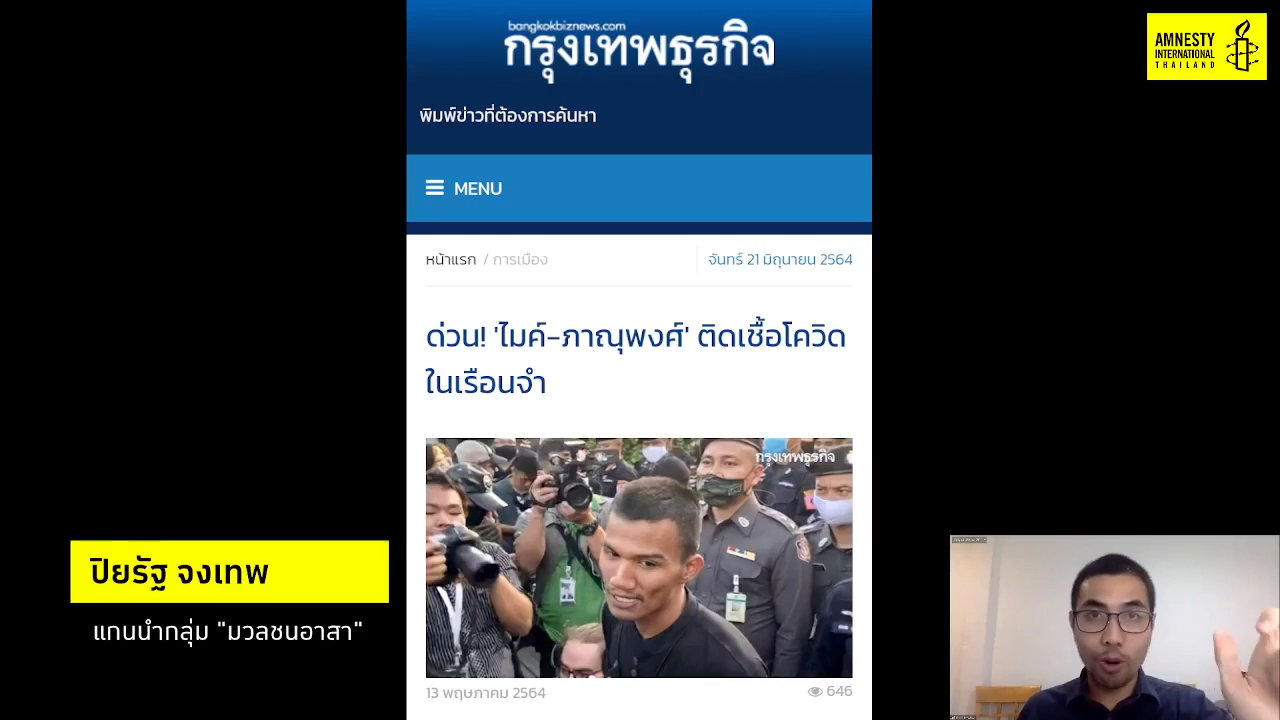 bangkokbiznews.com
กรุงเทพธุรกิจ
AMNESTY
INTERNATIONAL
THAILAND
พิมพ์ข่าวที่ต้องการค้นหา
MENU
หน้าแรก / การเมือง
จันทร์ 21 มิถุนายน 2564
ด่วน! 'ไมค์-ภาณุพงศ์' ติดเชื้อโควิด
ในเรือนจำ
กรุงเทพธุรกิจ
13 พฤษภาคม 2564
646
ปิยรัฐ จงเทพ
แกนนำกลุ่ม "มวลชนอาสา"